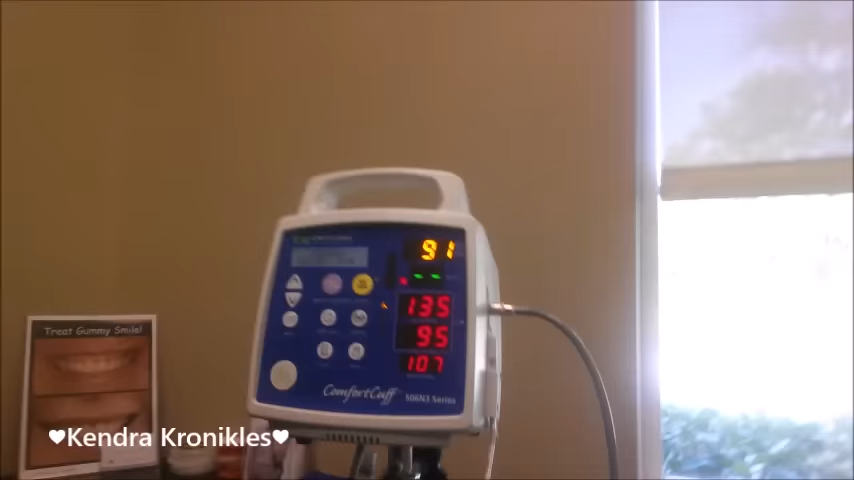 91
135
95
107
ComfortCuff 506N3 Series
Treat Gummy Smile!
♥Kendra Kronikles♥